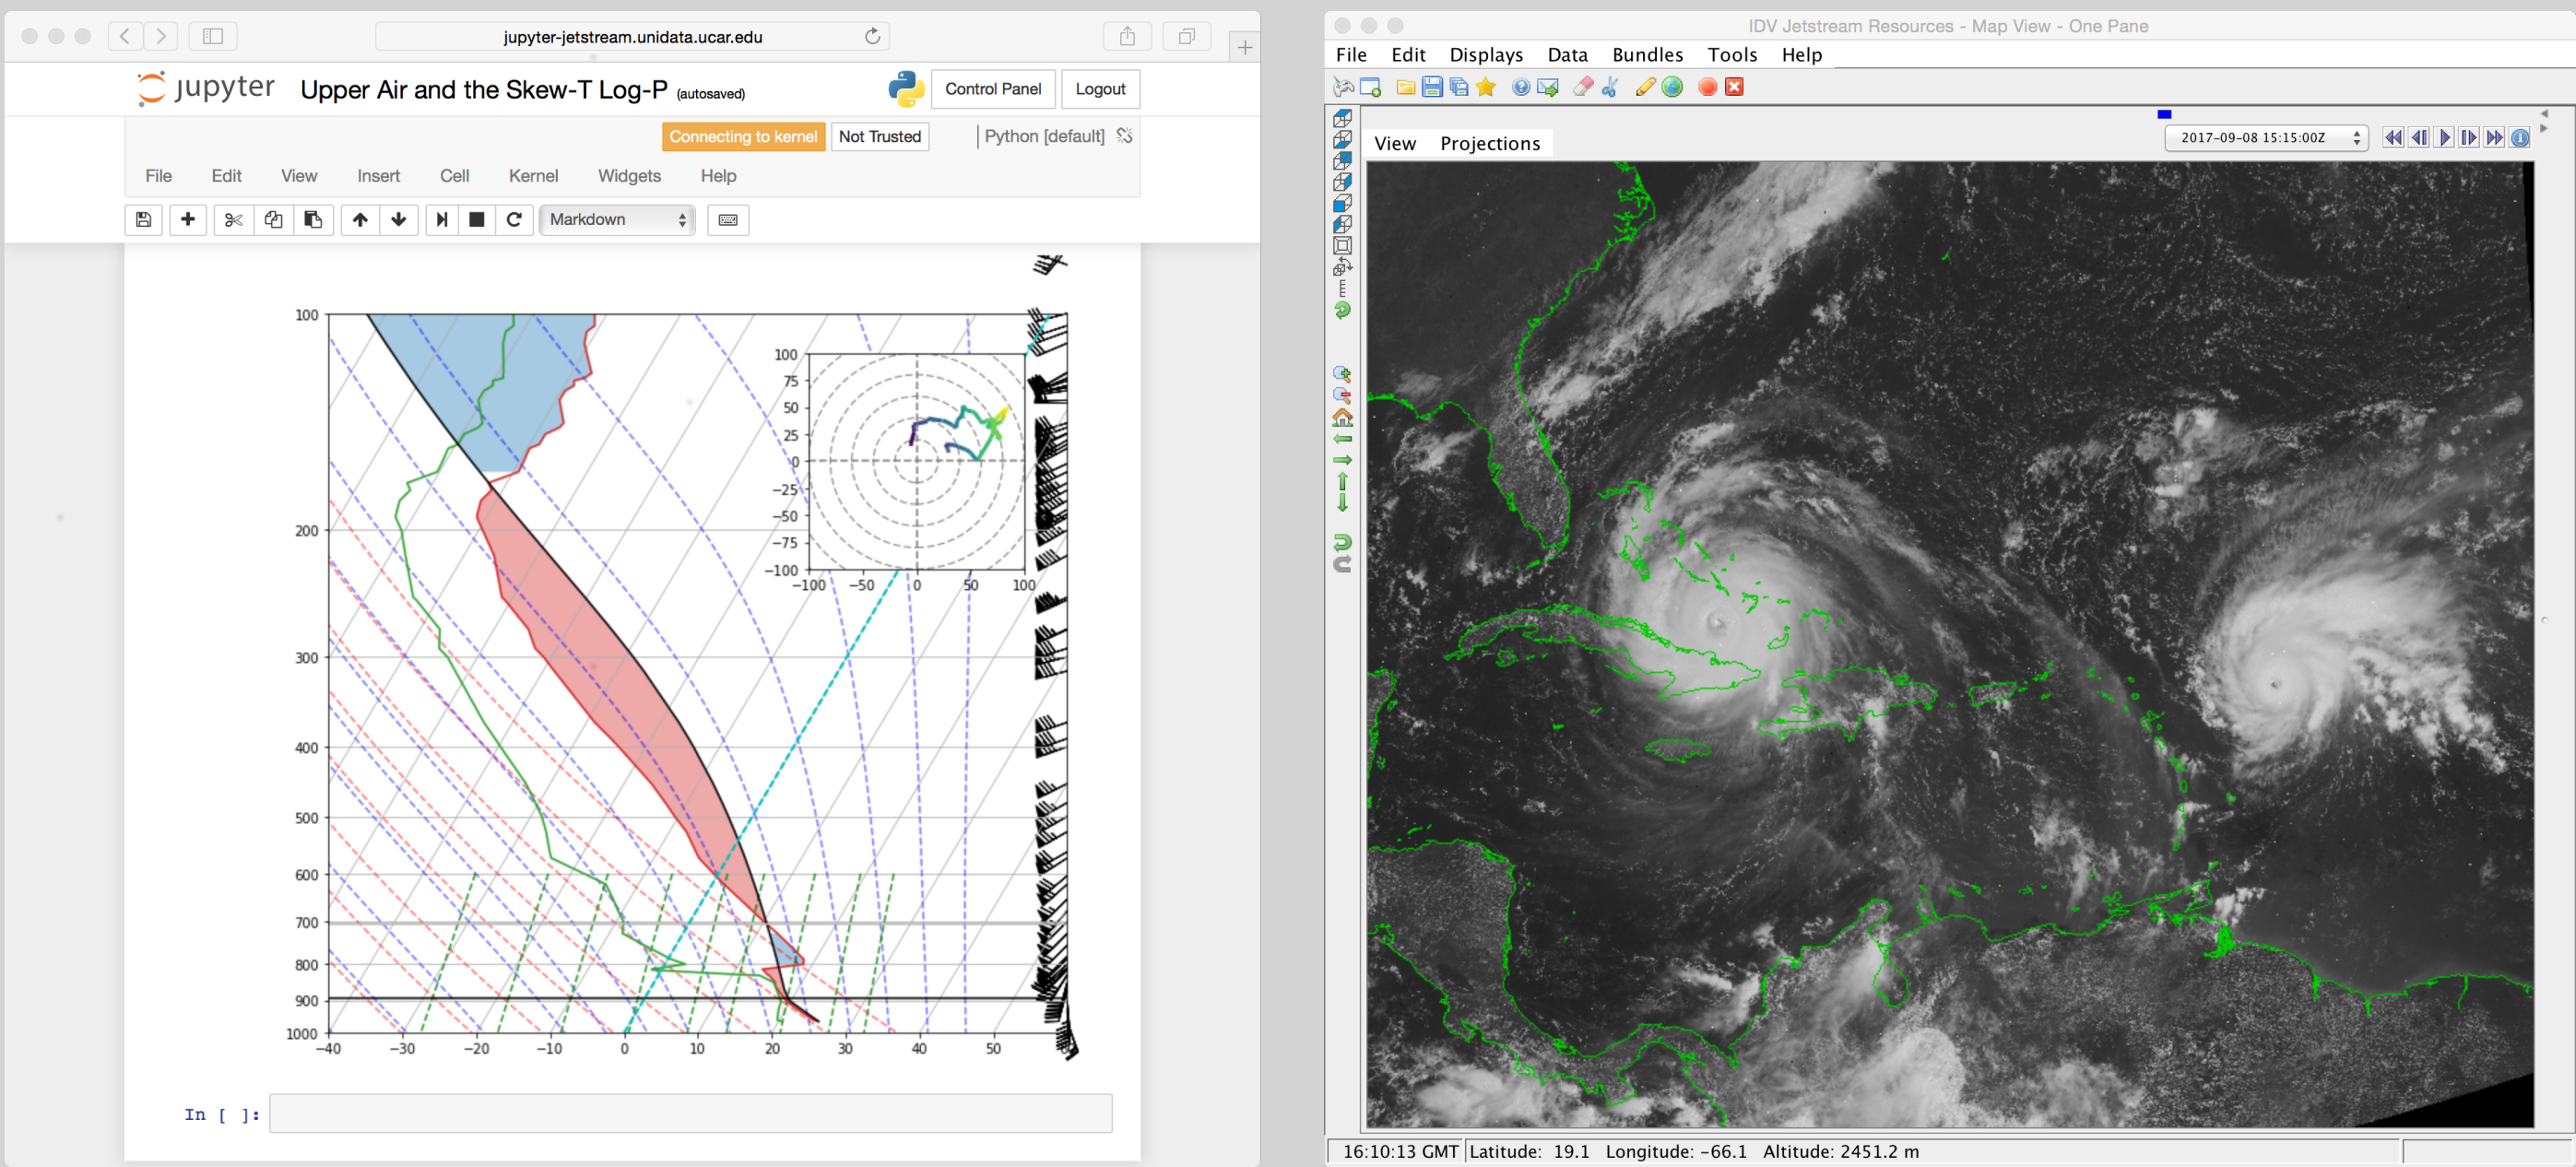 jupyter-jetstream.unidata.ucar.edu
jupyter Upper Air and the Skew-T Log-P (autosaved) Control Panel Logout
Connecting to kernel Not Trusted Python [default]
File Edit View Insert Cell Kernel Widgets Help
Markdown
100
200
300
400
500
600
700
800
900
1000
−40 −30 −20 −10 0 10 20 30 40 50
100
75
50
25
0
−25
−50
−75
−100
−100 −50 0 50 100
In [ ]:
IDV Jetstream Resources - Map View - One Pane
File Edit Displays Data Bundles Tools Help
View Projections 2017-09-08 15:15:00Z
16:10:13 GMT Latitude: 19.1 Longitude: -66.1 Altitude: 2451.2 m